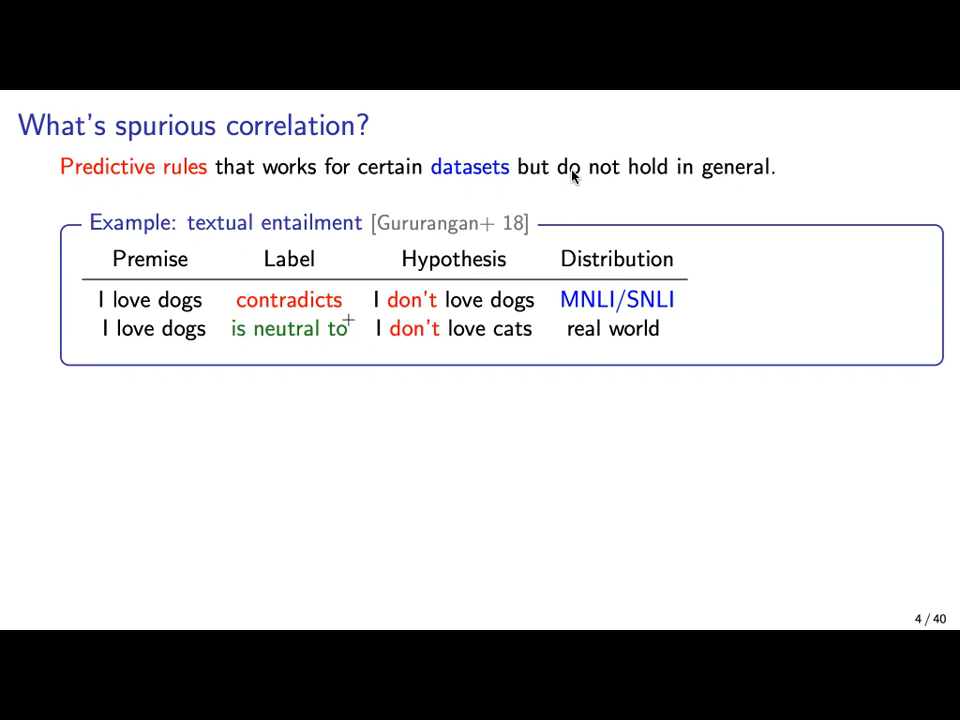 What's spurious correlation?
Predictive rules that works for certain datasets but do not hold in general.
Example: textual entailment [Gururangan+ 18]
Premise Label Hypothesis Distribution
I love dogs contradicts I don't love dogs MNLI/SNLI
I love dogs is neutral to I don't love cats real world
4 / 40